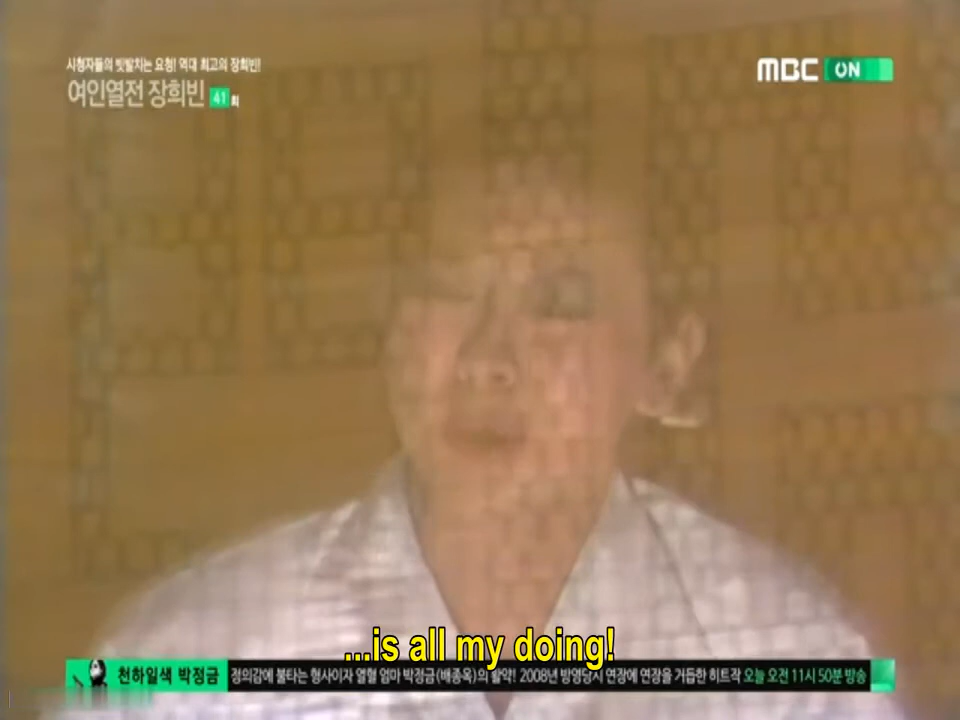 시청자들의 빗발치는 요청! 역대 최고의 장희빈!
여인열전 장희빈 41회
MBC ON
...is all my doing!
천하일색 박정금 정의감에 불타는 형사이자 열혈 엄마 박정금(배종옥)의 활약! 2008년 방영당시 연장에 연장을 거듭한 히트작 오늘 오전 11시 50분 방송